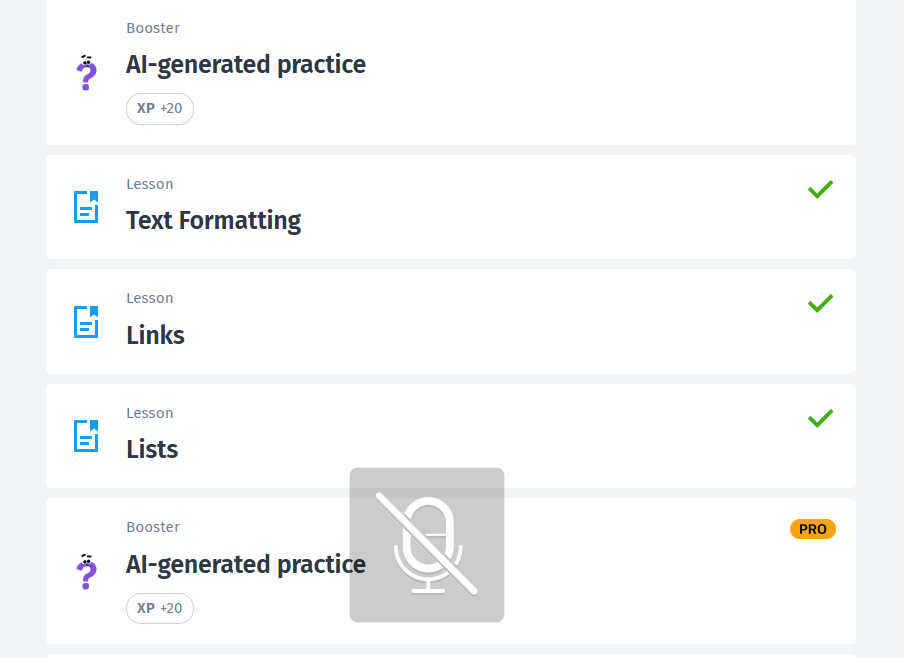 Booster
AI-generated practice
XP +20
Lesson
Text Formatting
Lesson
Links
Lesson
Lists
Booster
PRO
AI-generated practice
XP +20